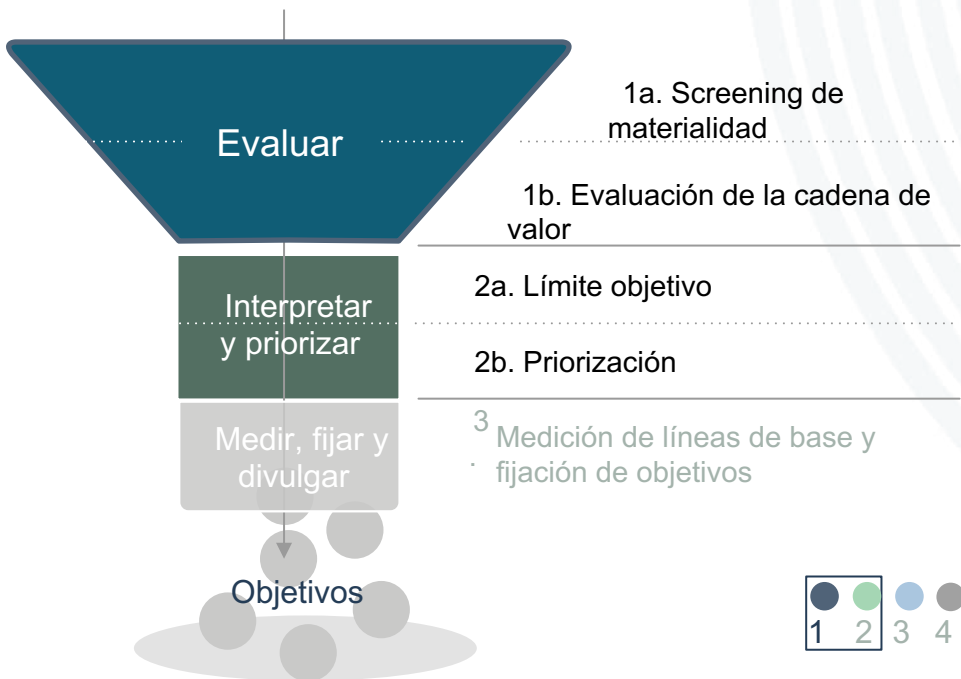 Evaluar
1a. Screening de
materialidad
1b. Evaluación de la cadena de
valor
Interpretar
y priorizar
2a. Límite objetivo
2b. Priorización
Medir, fijar y
divulgar
3
. Medición de líneas de base y
fijación de objetivos
Objetivos
1 2 3 4